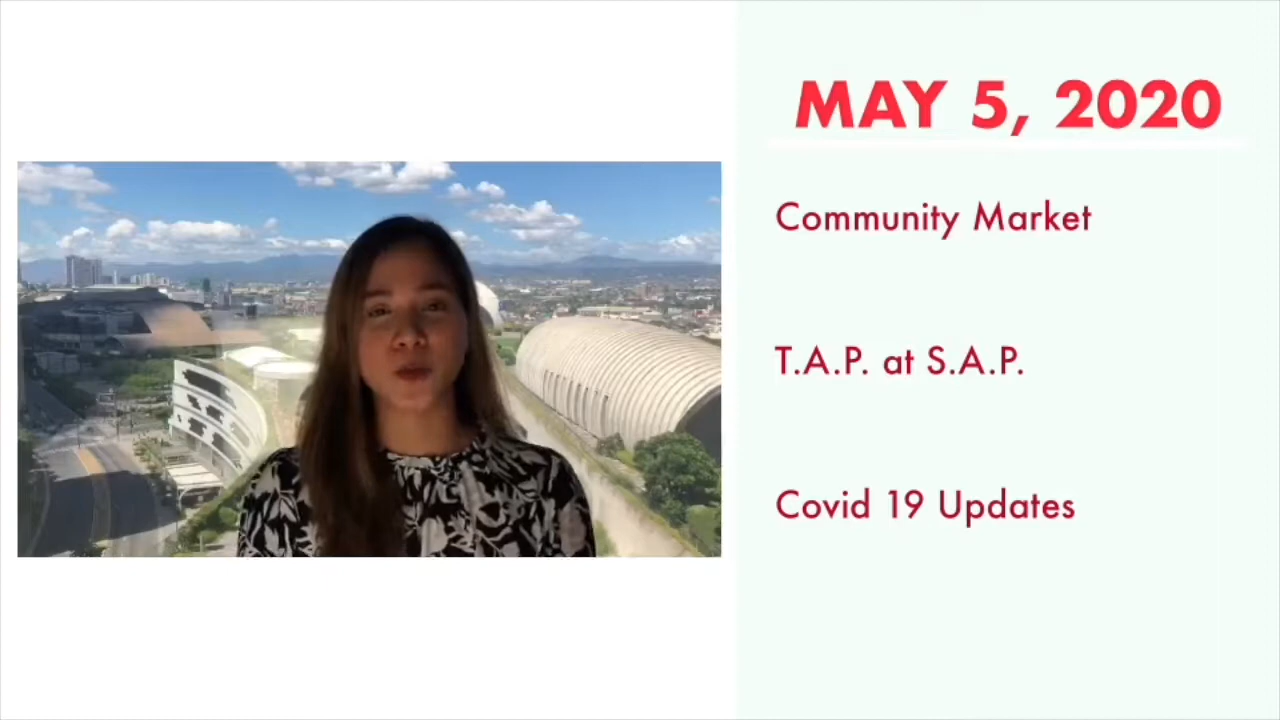 MAY 5, 2020
Community Market
T.A.P. at S.A.P.
Covid 19 Updates